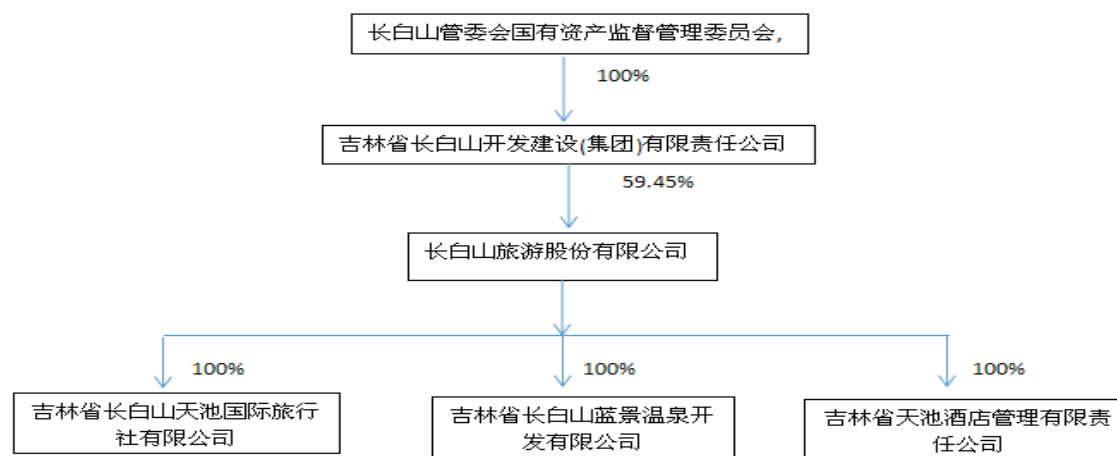 长白山管委会国有资产监督管理委员会,
100%
吉林省长白山开发建设(集团)有限责任公司
59.45%
长白山旅游股份有限公司
100%
100%
100%
吉林省长白山天池国际旅行
社有限公司
吉林省长白山蓝景温泉开
发有限公司
吉林省天池酒店管理有限责
任公司